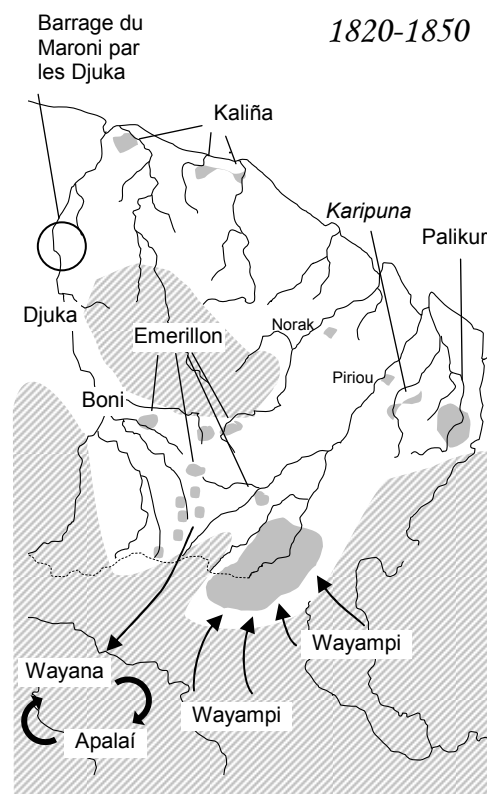 Barrage du
Maroni par
les Djuka
1820-1850
Kaliña
Karipuna
Palikur
Djuka
Emerillon
Norak
Piriou
Boni
Wayampi
Wayana
Wayampi
Apalaí